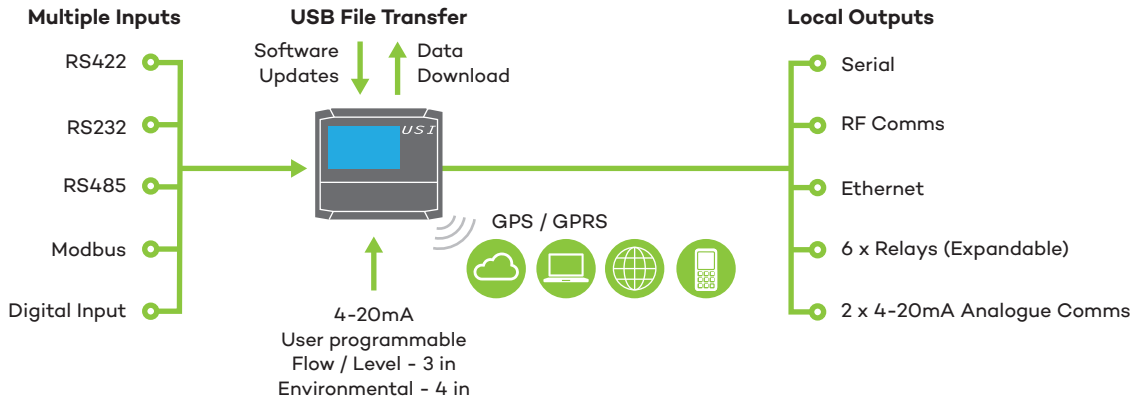 Multiple Inputs
RS422
RS232
RS485
Modbus
Digital Input
USB File Transfer
Software
Updates
Data
Download
USI
GPS / GPRS
4-20mA
User programmable
Flow / Level - 3 in
Environmental - 4 in
Local Outputs
Serial
RF Comms
Ethernet
6 x Relays (Expandable)
2 x 4-20mA Analogue Comms